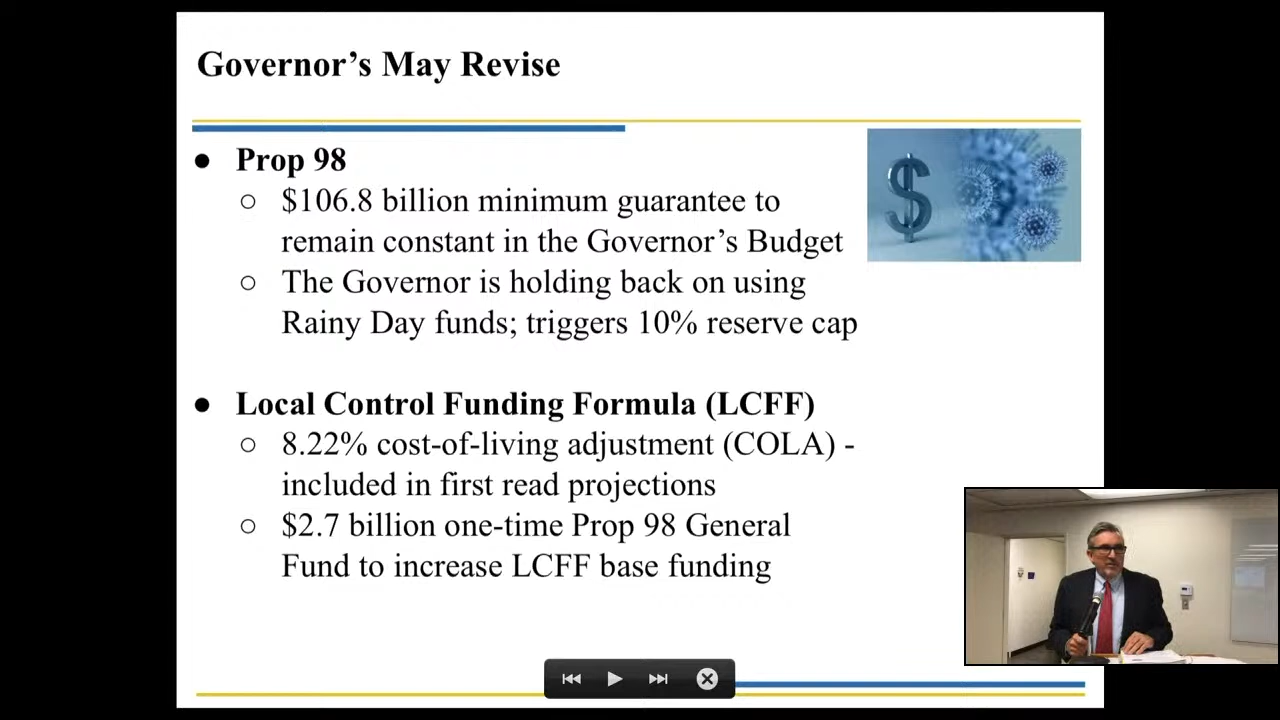 Governor’s May Revise
● Prop 98
○ $106.8 billion minimum guarantee to
remain constant in the Governor’s Budget
○ The Governor is holding back on using
Rainy Day funds; triggers 10% reserve cap
● Local Control Funding Formula (LCFF)
○ 8.22% cost-of-living adjustment (COLA) -
included in first read projections
○ $2.7 billion one-time Prop 98 General
Fund to increase LCFF base funding
$